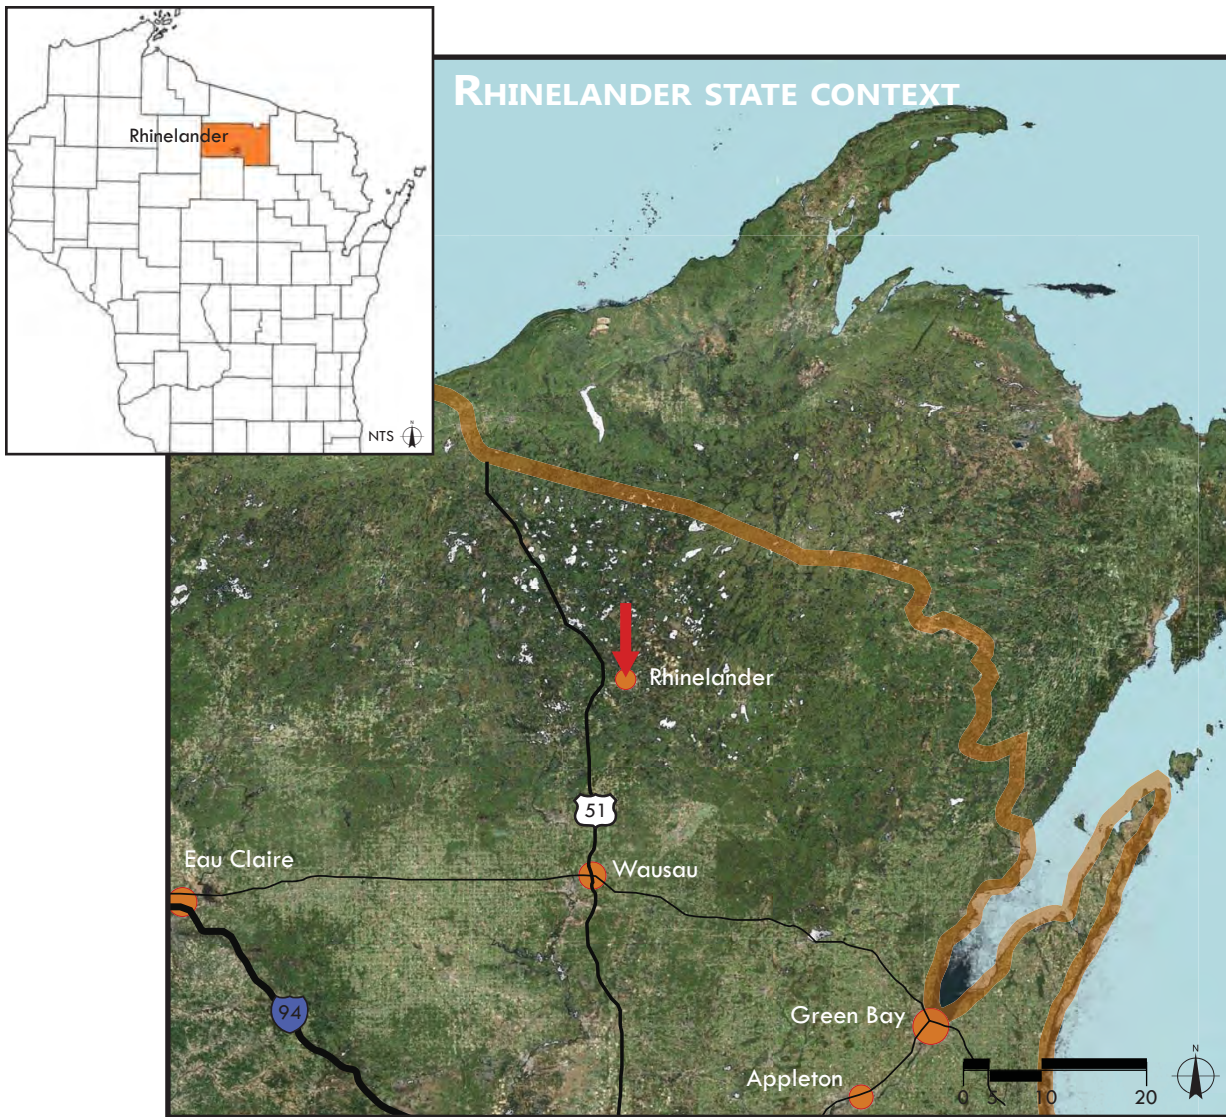 RHINELANDER STATE CONTEXT
Rhinelander
NTS
N
Rhinelander
51
Eau Claire
Wausau
94
Green Bay
Appleton
N
0 5 10 20